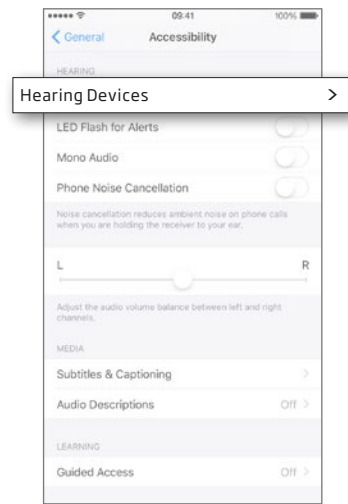 09:41
100%
General
Accessibility
HEARING
Hearing Devices
LED Flash for Alerts
Mono Audio
Phone Noise Cancellation
Noise cancellation reduces ambient noise on phone calls
when you are holding the receiver to your ear.
L R
Adjust the audio volume balance between left and right
channels.
MEDIA
Subtitles & Captioning
Audio Descriptions Off
LEARNING
Guided Access Off